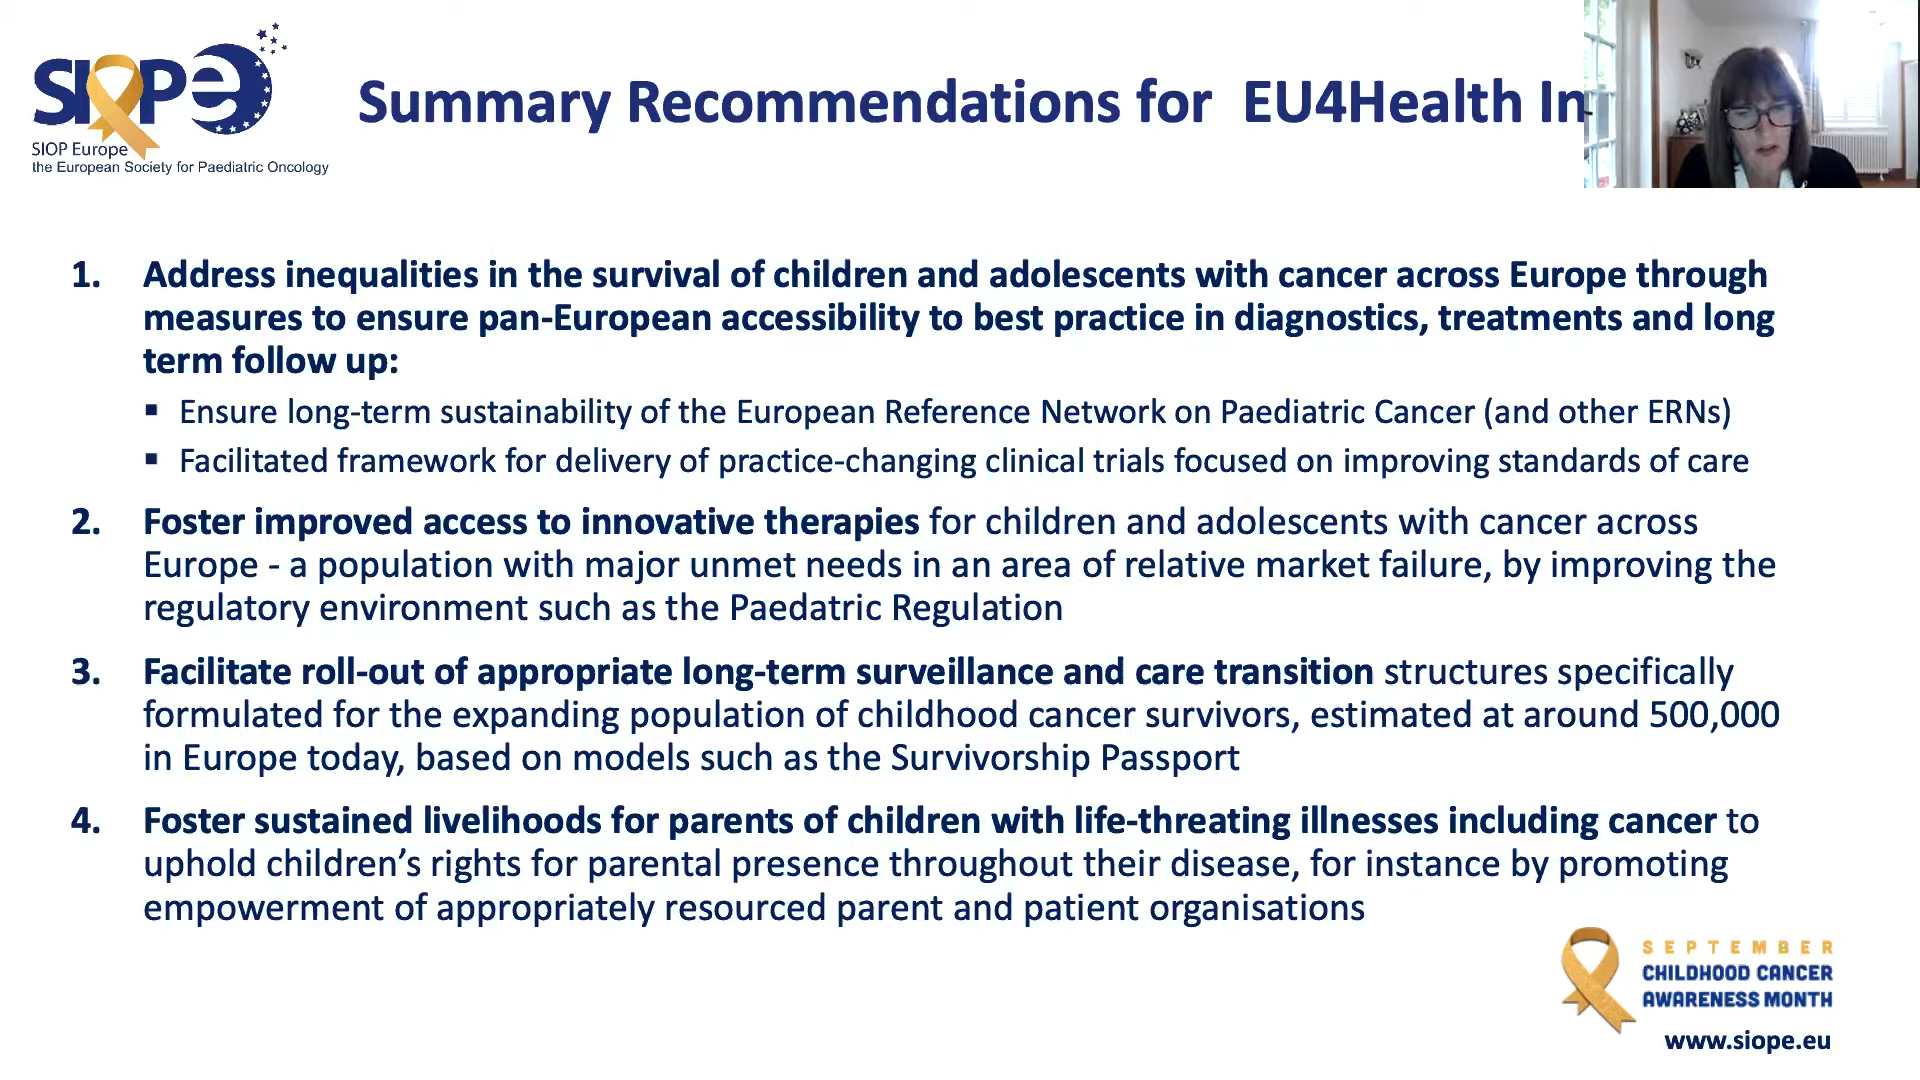 SIOPe
SIOP Europe
the European Society for Paediatric Oncology
Summary Recommendations for EU4Health In
1. Address inequalities in the survival of children and adolescents with cancer across Europe through
measures to ensure pan-European accessibility to best practice in diagnostics, treatments and long
term follow up:
▪ Ensure long-term sustainability of the European Reference Network on Paediatric Cancer (and other ERNs)
▪ Facilitated framework for delivery of practice-changing clinical trials focused on improving standards of care
2. Foster improved access to innovative therapies for children and adolescents with cancer across
Europe - a population with major unmet needs in an area of relative market failure, by improving the
regulatory environment such as the Paedatric Regulation
3. Facilitate roll-out of appropriate long-term surveillance and care transition structures specifically
formulated for the expanding population of childhood cancer survivors, estimated at around 500,000
in Europe today, based on models such as the Survivorship Passport
4. Foster sustained livelihoods for parents of children with life-threating illnesses including cancer to
uphold children’s rights for parental presence throughout their disease, for instance by promoting
empowerment of appropriately resourced parent and patient organisations
SEPTEMBER
CHILDHOOD CANCER
AWARENESS MONTH
www.siope.eu